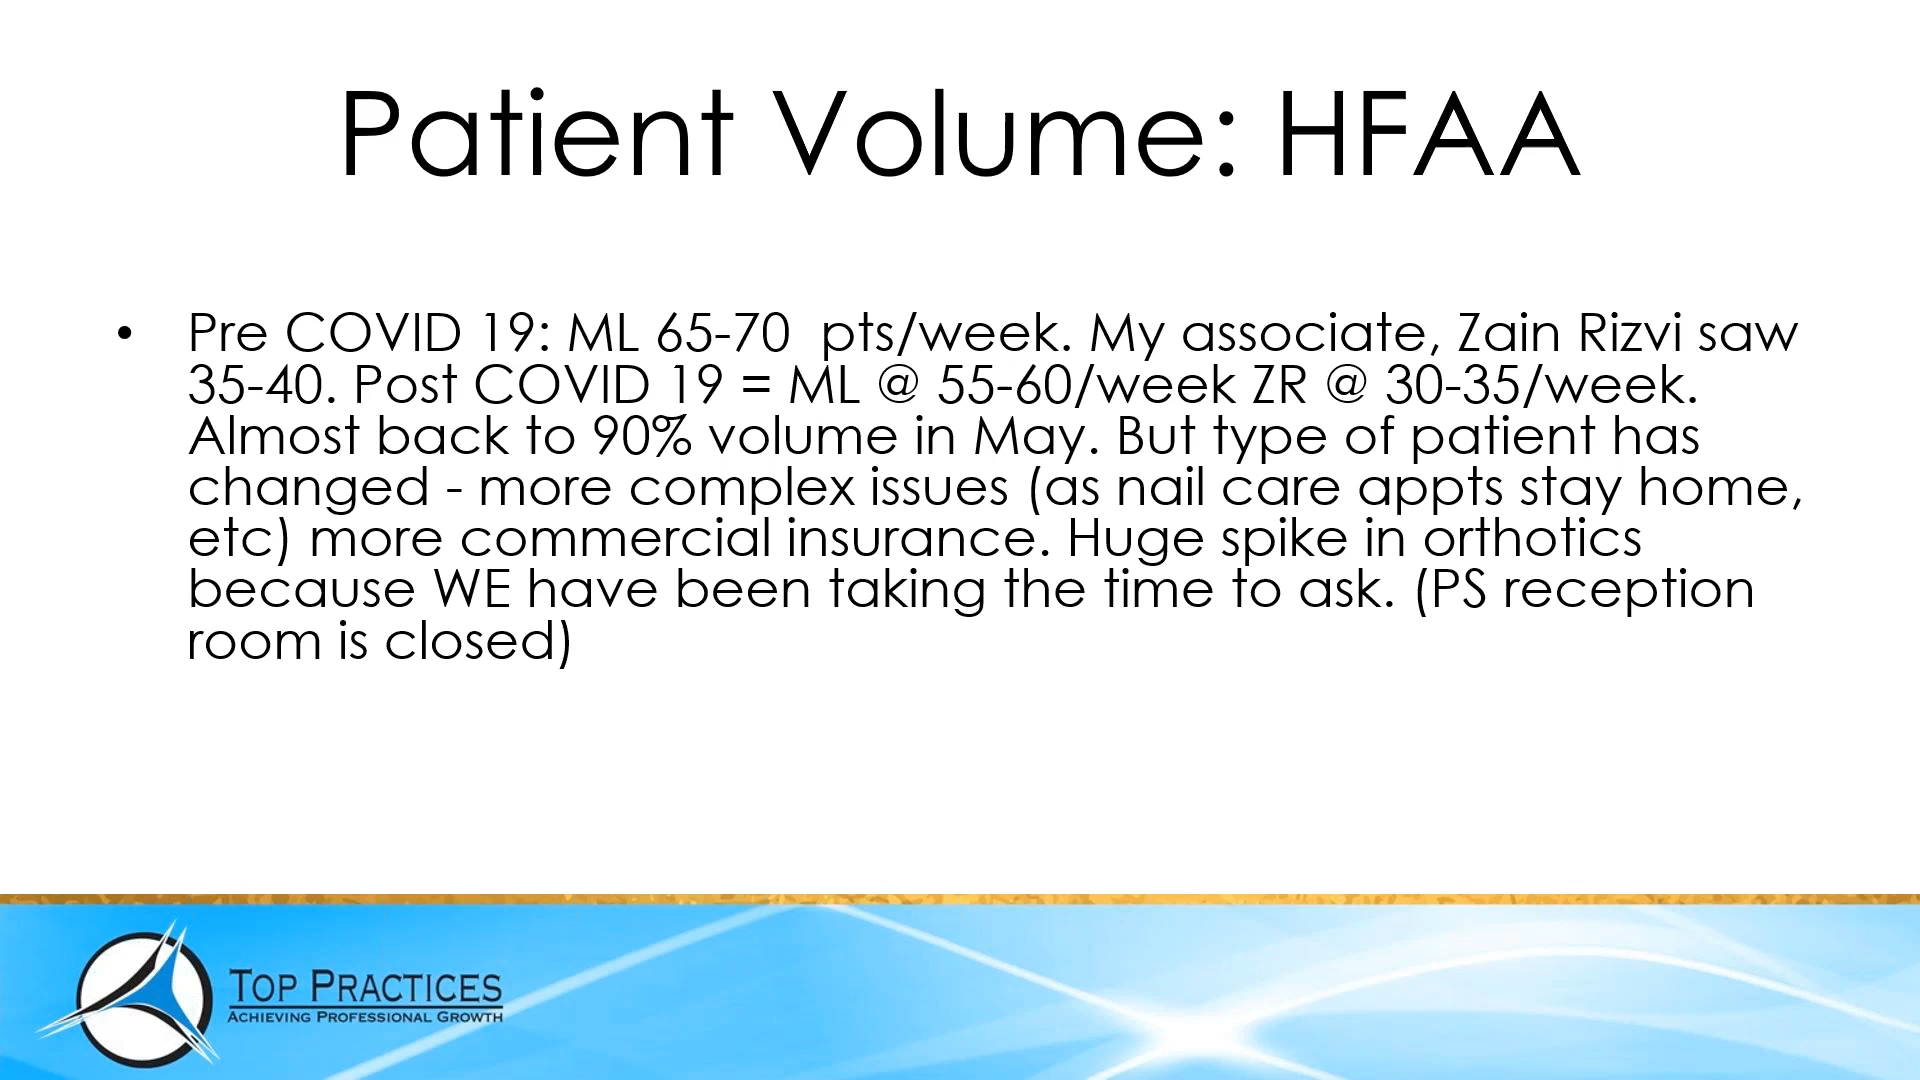 Patient Volume: HFAA
• Pre COVID 19: ML 65-70  pts/week. My associate, Zain Rizvi saw
35-40. Post COVID 19 = ML @ 55-60/week ZR @ 30-35/week.
Almost back to 90% volume in May. But type of patient has
changed - more complex issues (as nail care appts stay home,
etc) more commercial insurance. Huge spike in orthotics
because WE have been taking the time to ask. (PS reception
room is closed)
TOP PRACTICES
ACHIEVING PROFESSIONAL GROWTH